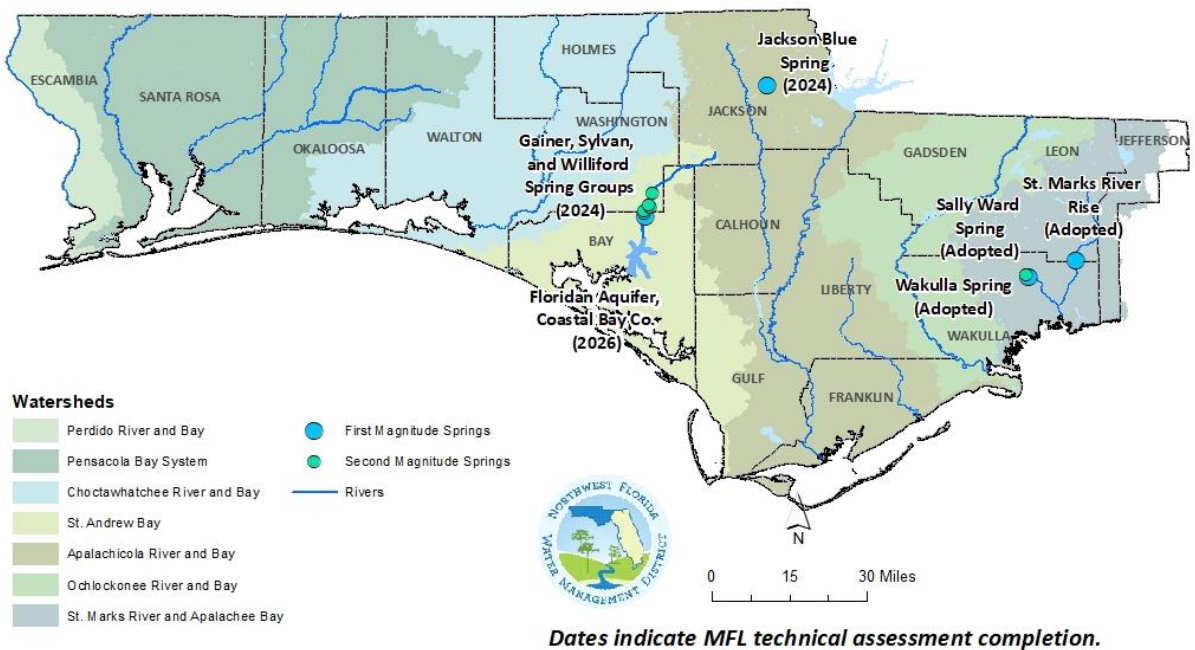 Jackson Blue
Spring
(2024)
HOLMES
ESCAMBIA
SANTA ROSA
JACKSON
WASHINGTON
WALTON
OKALOOSA
Gainer, Sylvan,
and Williford
Spring Groups
(2024)
GADSDEN
LEON
JEFFERSON
St. Marks River
Rise
(Adopted)
Sally Ward
Spring
(Adopted)
CALHOUN
BAY
Wakulla Spring
(Adopted)
LIBERTY
Floridan Aquifer,
Coastal Bay Co.
(2026)
WAKULLA
GULF
FRANKLIN
Watersheds
Perdido River and Bay
Pensacola Bay System
Choctawhatchee River and Bay
St. Andrew Bay
Apalachicola River and Bay
Ochlockonee River and Bay
St. Marks River and Apalachee Bay
First Magnitude Springs
Second Magnitude Springs
Rivers
NORTHWEST FLORIDA
WATER MANAGEMENT DISTRICT
N
0 15 30 Miles
Dates indicate MFL technical assessment completion.